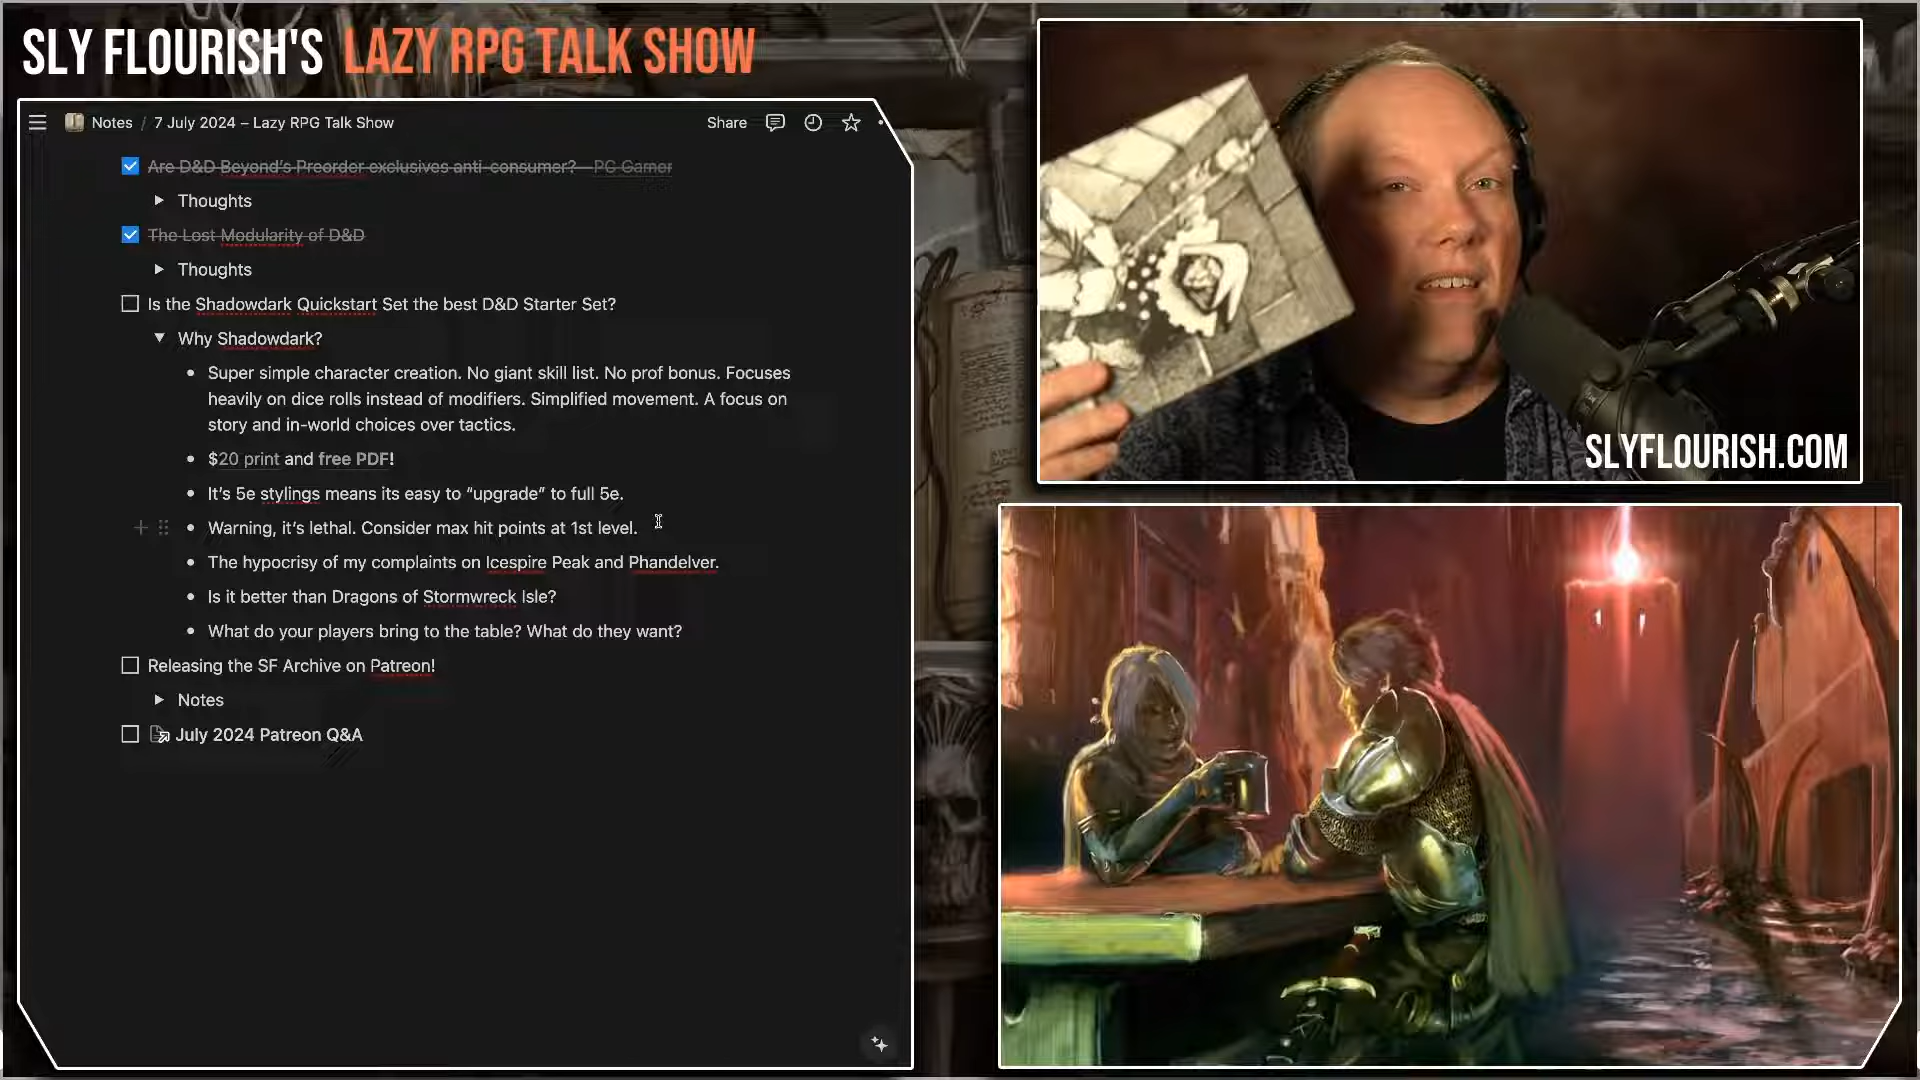 SLY FLOURISH'S LAZY RPG TALK SHOW
Notes / 7 July 2024 – Lazy RPG Talk Show
Share
Are D&D Beyond's Preorder exclusives anti-consumer? – PC Gamer
Thoughts
The Lost Modularity of D&D
Thoughts
Is the Shadowdark Quickstart Set the best D&D Starter Set?
Why Shadowdark?
Super simple character creation. No giant skill list. No prof bonus. Focuses
heavily on dice rolls instead of modifiers. Simplified movement. A focus on
story and in-world choices over tactics.
$20 print and free PDF!
It's 5e stylings means its easy to “upgrade” to full 5e.
Warning, it's lethal. Consider max hit points at 1st level.
The hypocrisy of my complaints on Icespire Peak and Phandelver.
Is it better than Dragons of Stormwreck Isle?
What do your players bring to the table? What do they want?
Releasing the SF Archive on Patreon!
Notes
July 2024 Patreon Q&A
SLYFLOURISH.COM